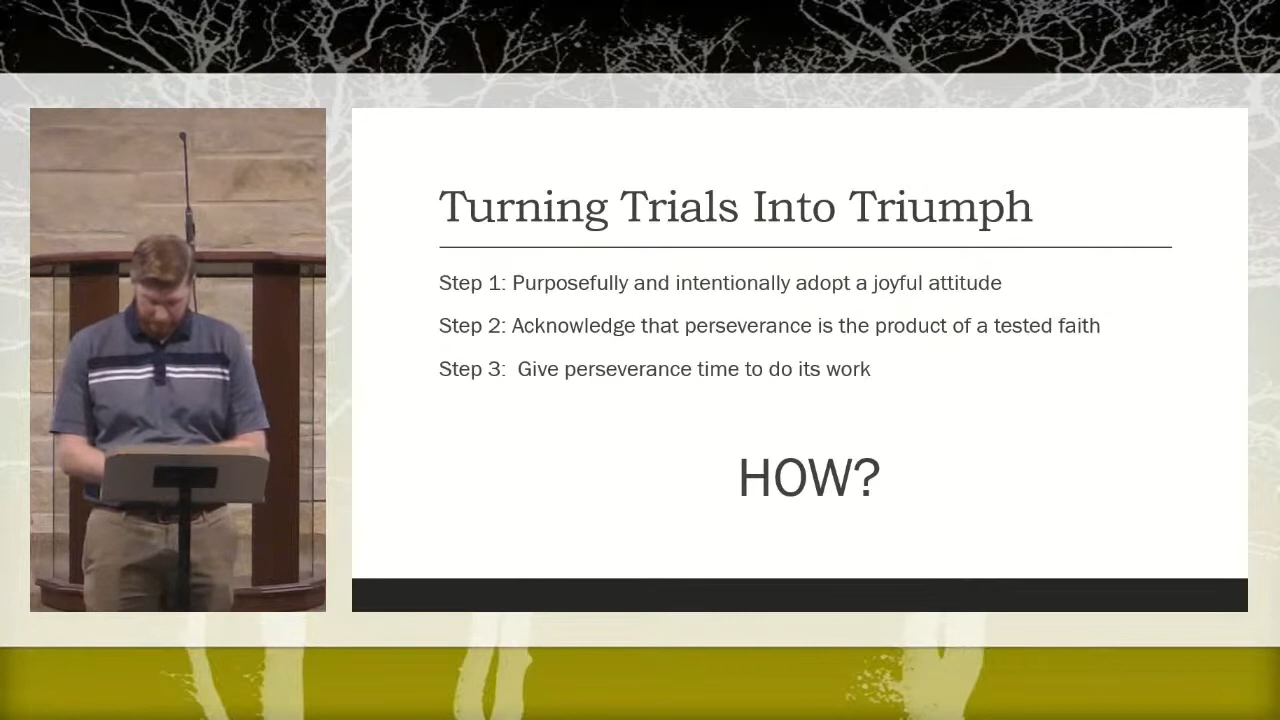 Turning Trials Into Triumph
Step 1: Purposefully and intentionally adopt a joyful attitude
Step 2: Acknowledge that perseverance is the product of a tested faith
Step 3:  Give perseverance time to do its work
HOW?